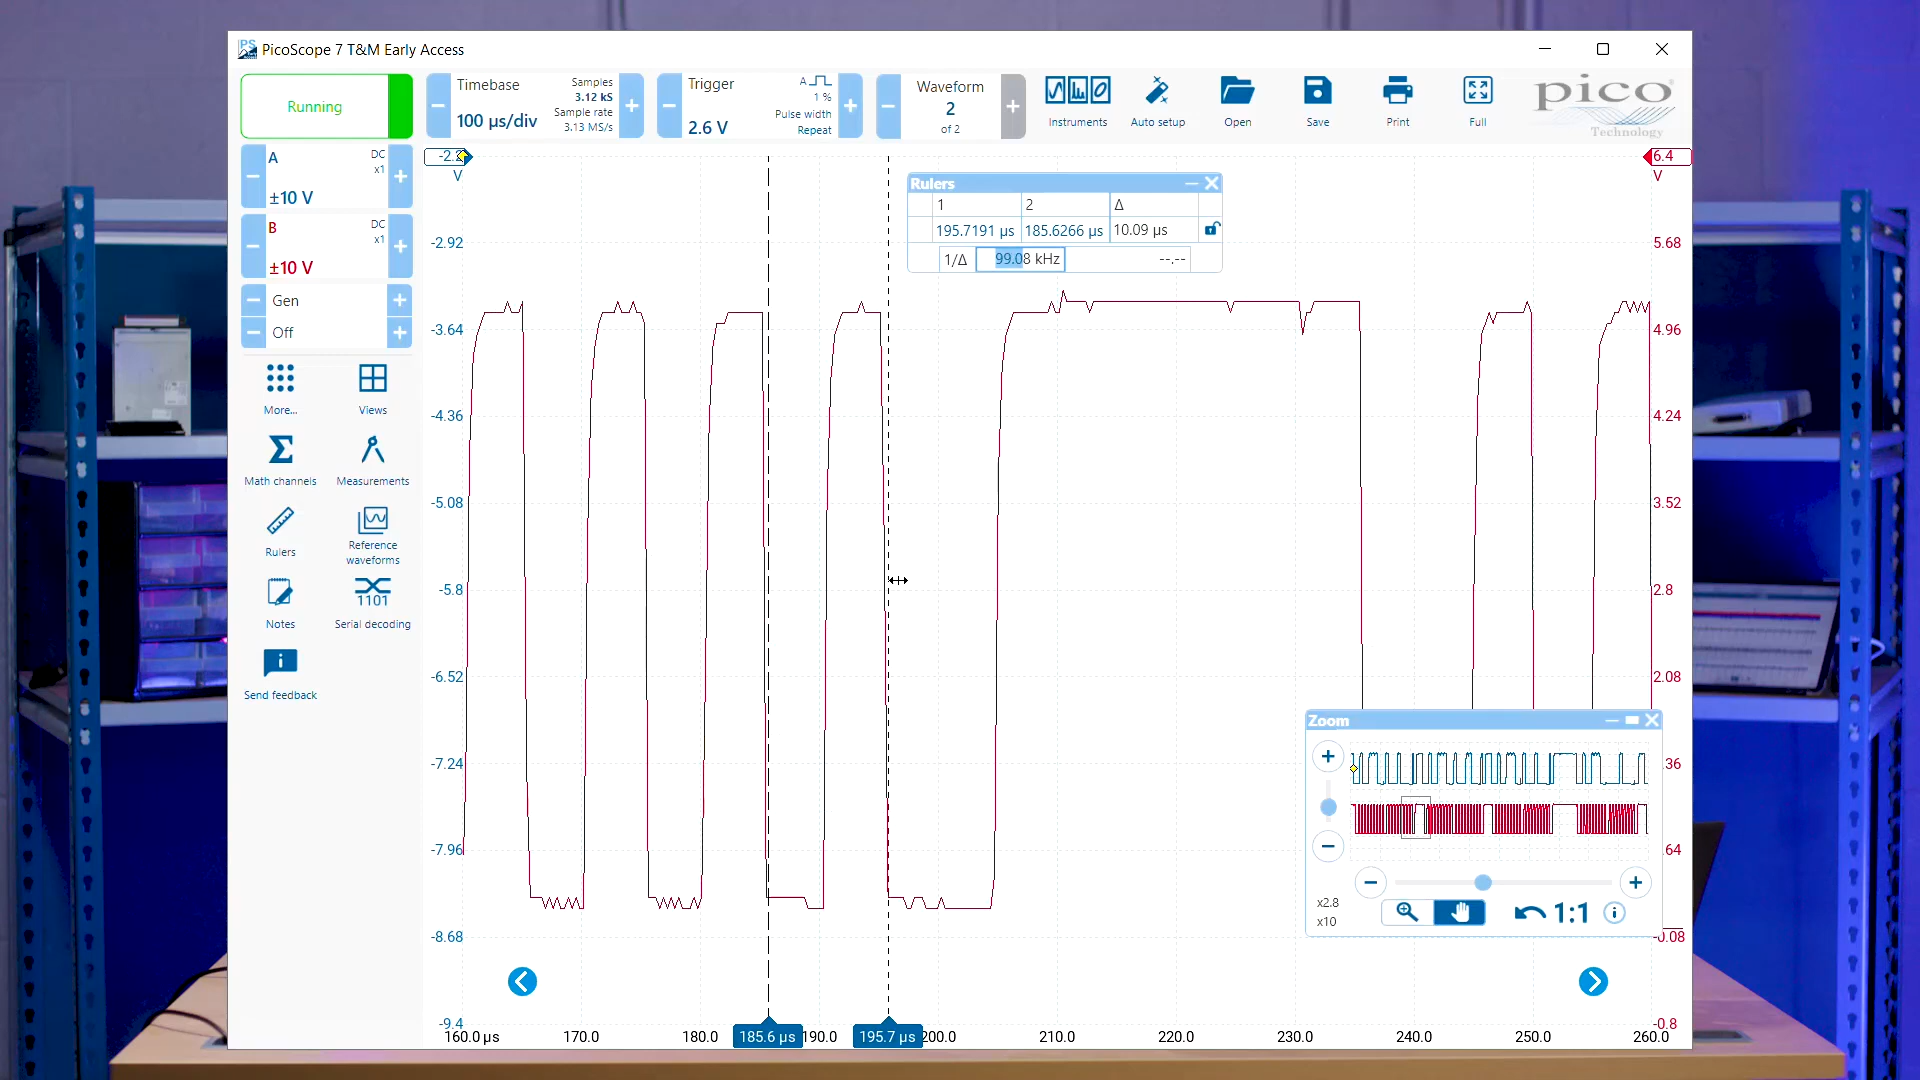 PicoScope 7 T&M Early Access
Running
Timebase
100 µs/div
Samples
3.12 kS
Sample rate
3.13 MS/s
Trigger
2.6 V
A
1 %
Pulse width
Repeat
Waveform
2
of 2
Instruments
Auto setup
Open
Save
Print
Full
pico
Technology
A
DC
x1
±10 V
B
DC
x1
±10 V
Gen
Off
More...
Views
Math channels
Measurements
Rulers
Reference
waveforms
Notes
1101
Serial decoding
Send feedback
V
-2.92
-3.64
-4.36
-5.08
-5.8
-6.52
-7.24
-7.96
-8.68
-9.4
Rulers
1 2 Δ
195.7191 µs 185.6266 µs 10.09 µs
1/Δ 99.08 kHz --.--
6.4
V
5.68
4.96
4.24
3.52
2.8
2.08
.36
.64
-0.08
-0.8
Zoom
x2.8
x10
1:1
160.0 µs 170.0 180.0 185.6 µs 190.0 195.7 µs 200.0 210.0 220.0 230.0 240.0 250.0 260.0